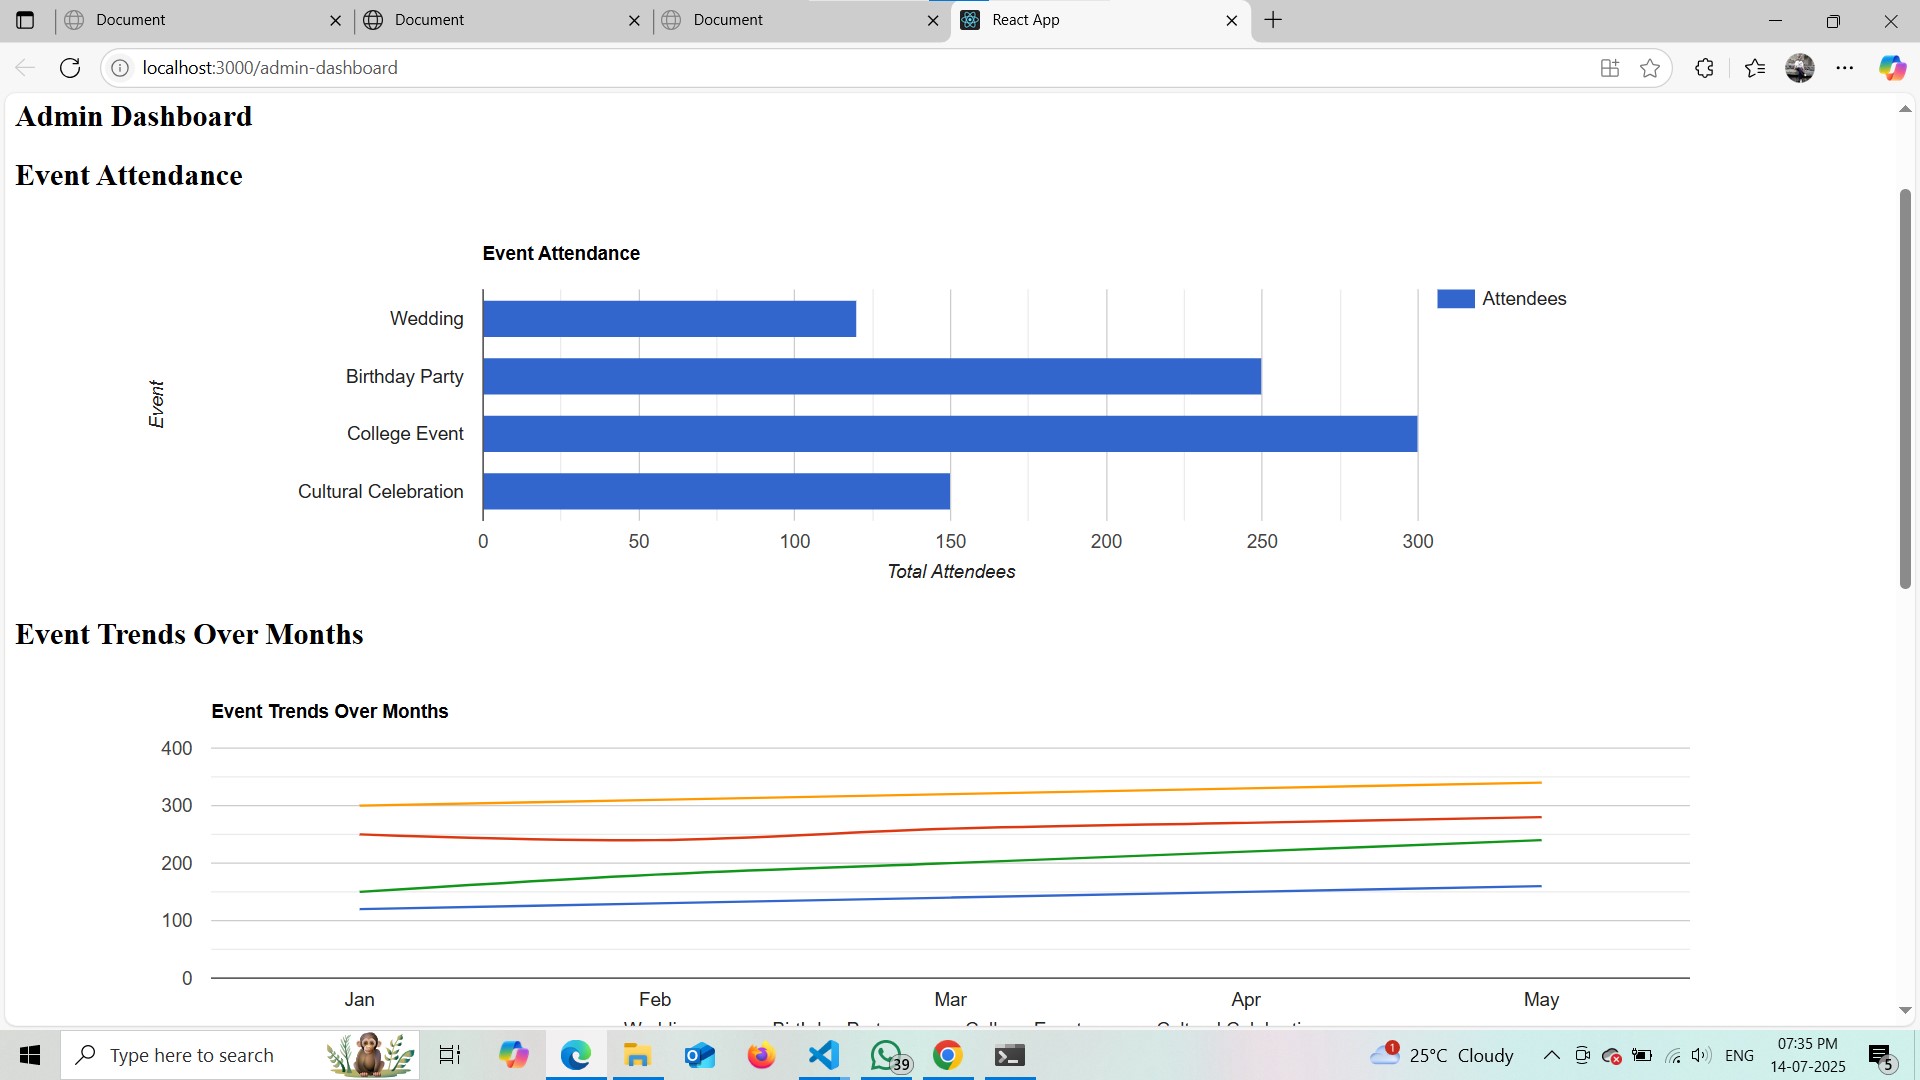 Document
Document
Document
React App
localhost:3000/admin-dashboard
Admin Dashboard
Event Attendance
Event Attendance
Attendees
Wedding
Birthday Party
College Event
Cultural Celebration
Event
0 50 100 150 200 250 300
Total Attendees
Event Trends Over Months
Event Trends Over Months
400
300
200
100
0
Jan Feb Mar Apr May
Type here to search
39
1
25°C Cloudy
ENG
07:35 PM
14-07-2025
5